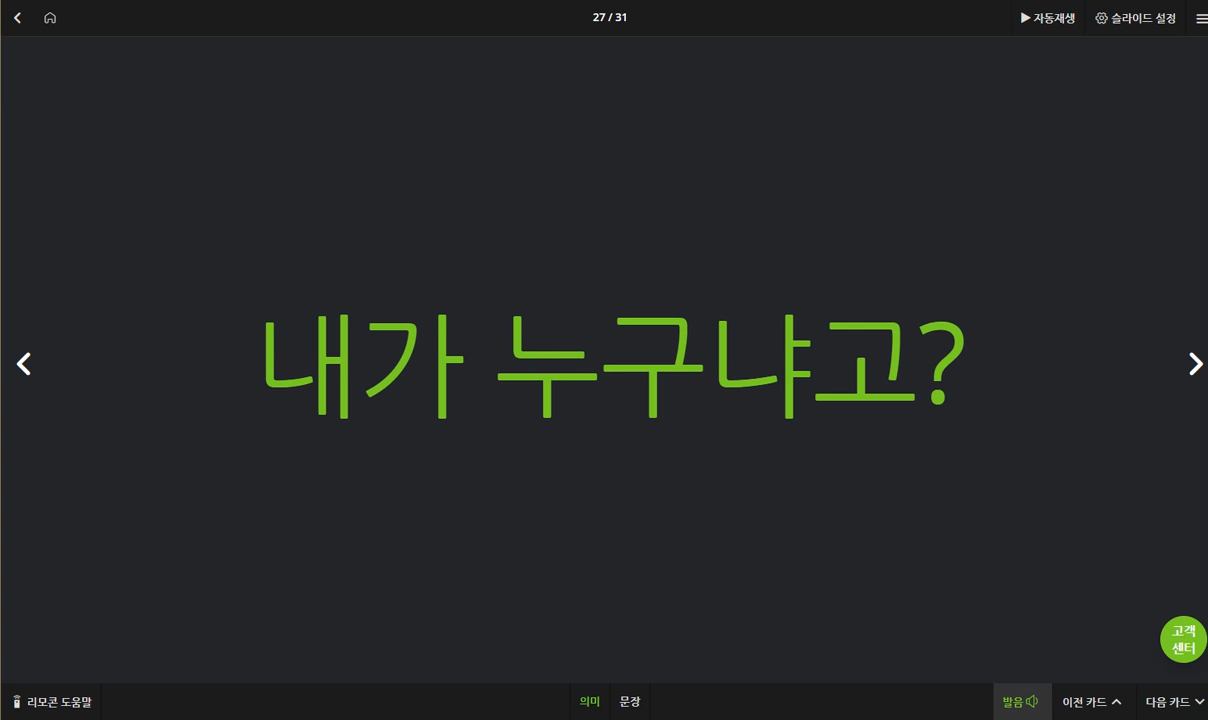 27 / 31
자동재생
슬라이드 설정
내가 누구냐고?
고객
센터
리모콘 도움말
의미
문장
발음
이전 카드
다음 카드